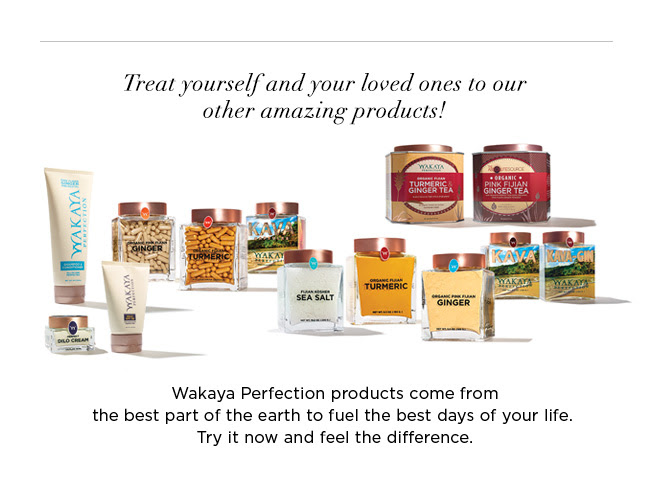 Treat yourself and your loved ones to our
other amazing products!
WAKAYA
PERFECTION
ORGANIC PINK FIJIAN
GINGER
ORGANIC FIJIAN
TURMERIC
KAVA
WAKAYA
PERFECTION
ORGANIC FIJIAN
TURMERIC &
GINGER TEA
ORGANIC
PINK FIJIAN
GINGER TEA
WAKAYA
DILO CREAM
FIJIAN KOSHER
SEA SALT
ORGANIC FIJIAN
TURMERIC
ORGANIC PINK FIJIAN
GINGER
KAVA
WAKAYA
KAVA-GIN
WAKAYA
Wakaya Perfection products come from
the best part of the earth to fuel the best days of your life.
Try it now and feel the difference.